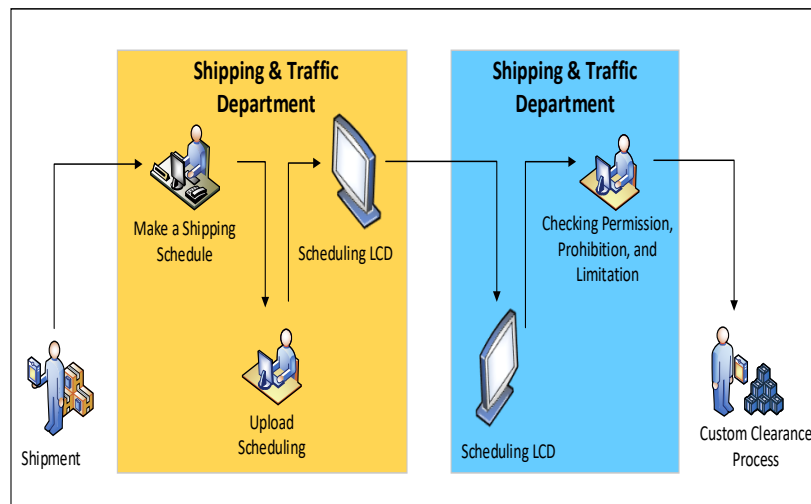 Shipping & Traffic
Department
Make a Shipping
Schedule
Scheduling LCD
Upload
Scheduling
Shipment
Shipping & Traffic
Department
Checking Permission,
Prohibition, and
Limitation
Scheduling LCD
Custom Clearance
Process